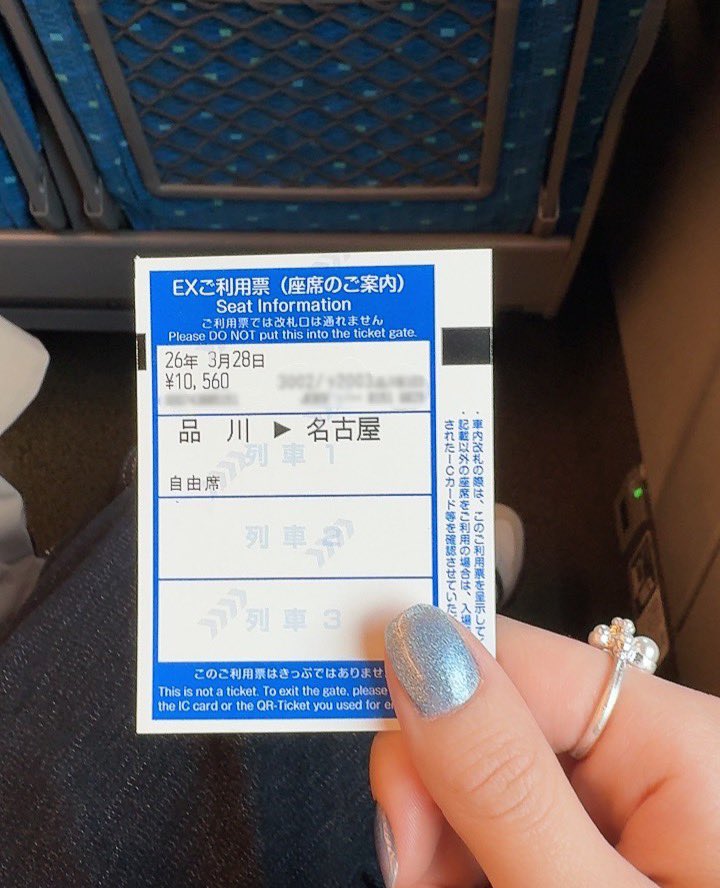 EXご利用票（座席のご案内）
Seat Information
ご利用票では改札口は通れません
Please DO NOT put this into the ticket gate.
26年 3月28日
¥10,560
品 川 ▶ 名古屋
列車 1
自由席
列車 2
列車 3
・車内改札の際は、このご利用票を呈示して
・記載以外の座席をご利用の場合は、入場
されたICカード等を確認させていた
このご利用票はきっぷではありませ
This is not a ticket. To exit the gate, please
the IC card or the QR-Ticket you used for